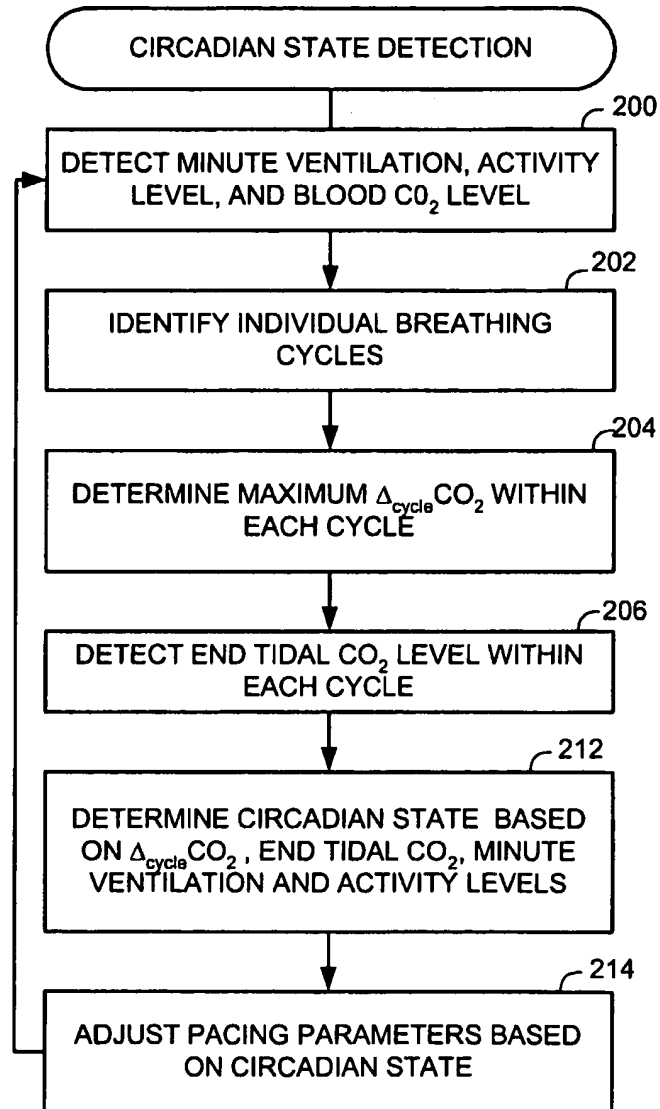 CIRCADIAN STATE DETECTION
200
DETECT MINUTE VENTILATION, ACTIVITY
LEVEL, AND BLOOD C0₂ LEVEL
202
IDENTIFY INDIVIDUAL BREATHING
CYCLES
204
DETERMINE MAXIMUM Δcycle CO₂ WITHIN
EACH CYCLE
206
DETECT END TIDAL CO₂ LEVEL WITHIN
EACH CYCLE
212
DETERMINE CIRCADIAN STATE BASED
ON Δcycle CO₂ , END TIDAL CO₂, MINUTE
VENTILATION AND ACTIVITY LEVELS
214
ADJUST PACING PARAMETERS BASED
ON CIRCADIAN STATE